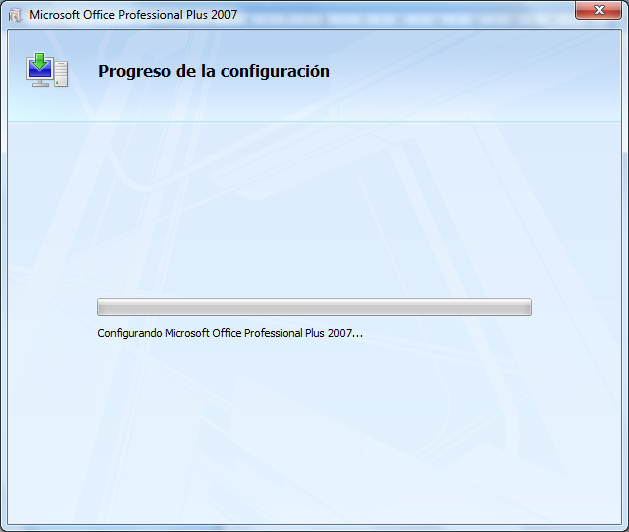 Microsoft Office Professional Plus 2007
Progreso de la configuración
Configurando Microsoft Office Professional Plus 2007...